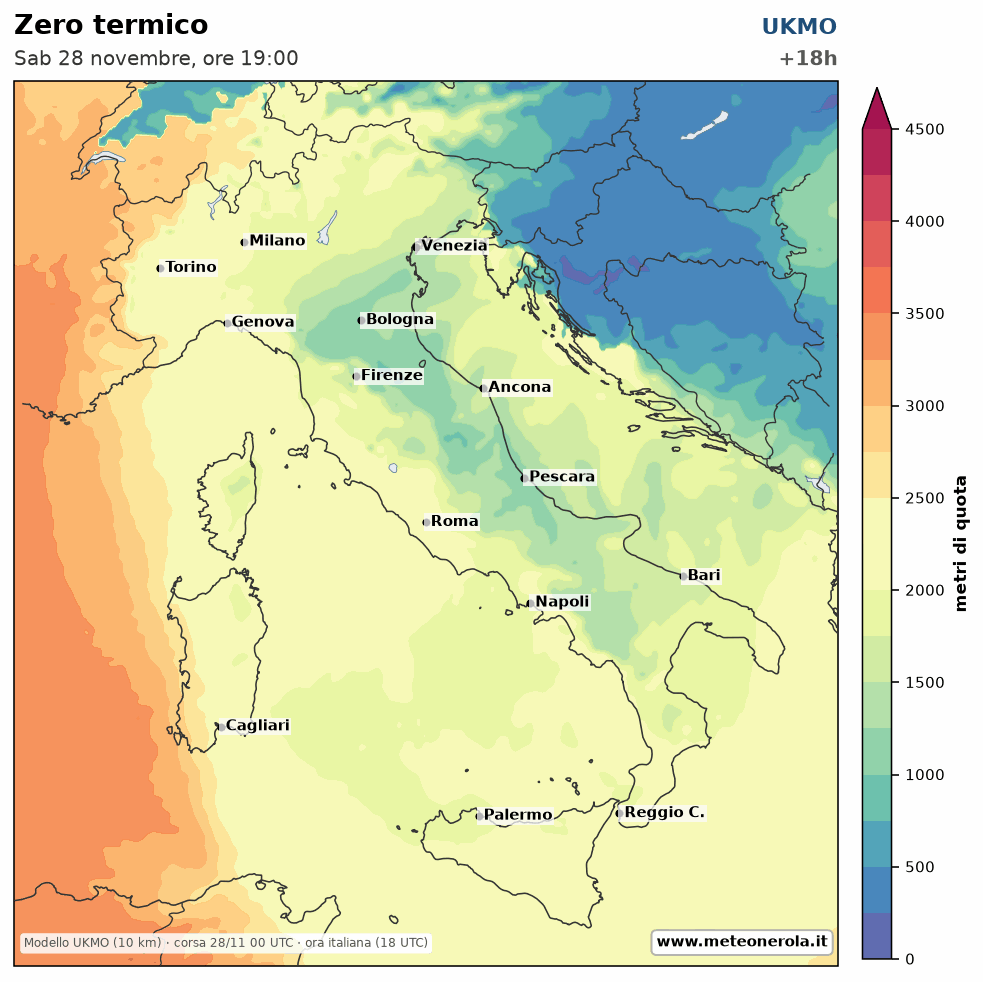 Zero termico
UKMO
Sab 28 novembre, ore 19:00
+18h
Milano
Venezia
Torino
Genova
Bologna
Firenze
Ancona
Pescara
Roma
Bari
Napoli
Cagliari
Palermo
Reggio C.
4500
4000
3500
3000
2500
2000
1500
1000
500
0
metri di quota
Modello UKMO (10 km) · corsa 28/11 00 UTC · ora italiana (18 UTC)
www.meteonerola.it